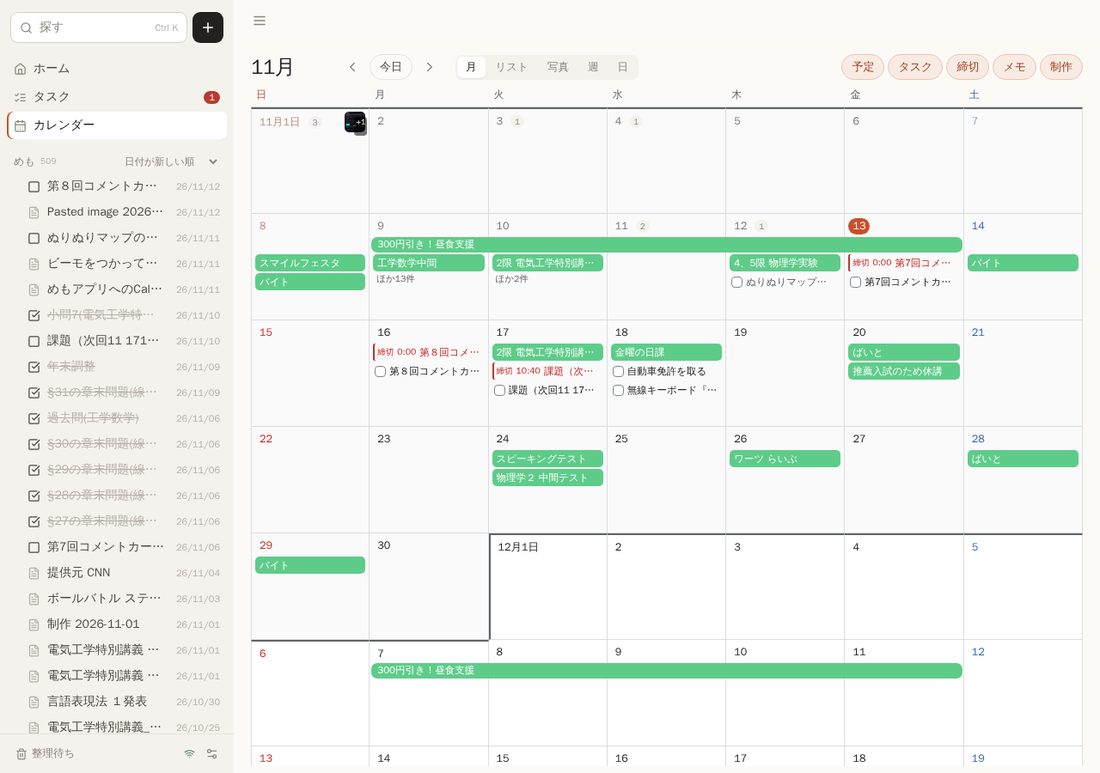 探す Ctrl K
ホーム
タスク 1
カレンダー
めも 509 日付が新しい順
第８回コメントカ… 26/11/12
Pasted image 2026… 26/11/12
ぬりぬりマップの… 26/11/11
ビーモをつかって… 26/11/11
めもアプリへのCal… 26/11/11
小問7(電気工学特… 26/11/10
課題（次回11 171… 26/11/10
年末調整 26/11/09
§31の章末問題(線… 26/11/09
過去問(工学数学) 26/11/06
§30の章末問題(線… 26/11/06
§29の章末問題(線… 26/11/06
§28の章末問題(線… 26/11/06
§27の章末問題(線… 26/11/06
第7回コメントカー… 26/11/06
提供元 CNN 26/11/04
ボールバトル ステ… 26/11/03
制作 2026-11-01 26/11/01
電気工学特別講義 … 26/11/01
電気工学特別講義 … 26/11/01
言語表現法 １発表 26/10/30
電気工学特別講義_… 26/10/25
整理待ち
11月 今日 月 リスト 写真 週 日 予定 タスク 締切 メモ 制作
日 月 火 水 木 金 土
11月1日 3 +1 2 3 1 4 1 5 6 7
8 9 10 11 2 12 1 13 14
300円引き！昼食支援
スマイルフェスタ 工学数学中間 2限 電気工学特別講… 4、5限 物理学実験 締切 0:00 第7回コメ… バイト
バイト ほか13件 ほか2件 ぬりぬりマップ… 第7回コメントカ…
15 16 17 18 19 20 21
締切 0:00 第８回コメ… 2限 電気工学特別講… 金曜の日課 ばいと
第８回コメントカ… 締切 10:40 課題（次… 自動車免許を取る 推薦入試のため休講
課題（次回11 17… 無線キーボード「…
22 23 24 25 26 27 28
スピーキングテスト ワーツ らいぶ ばいと
物理学２ 中間テスト
29 30 12月1日 2 3 4 5
バイト
6 7 8 9 10 11 12
300円引き！昼食支援
13 14 15 16 17 18 19